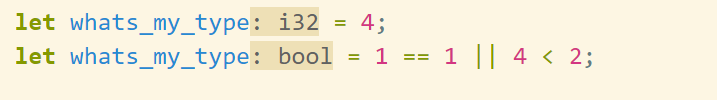 let whats_my_type: i32 = 4;
let whats_my_type: bool = 1 == 1 || 4 < 2;